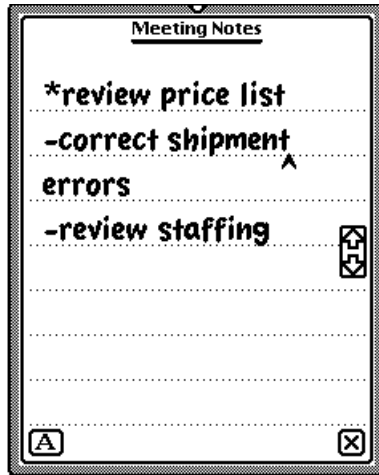 Meeting Notes
*review price list
-correct shipment
errors
-review staffing
A